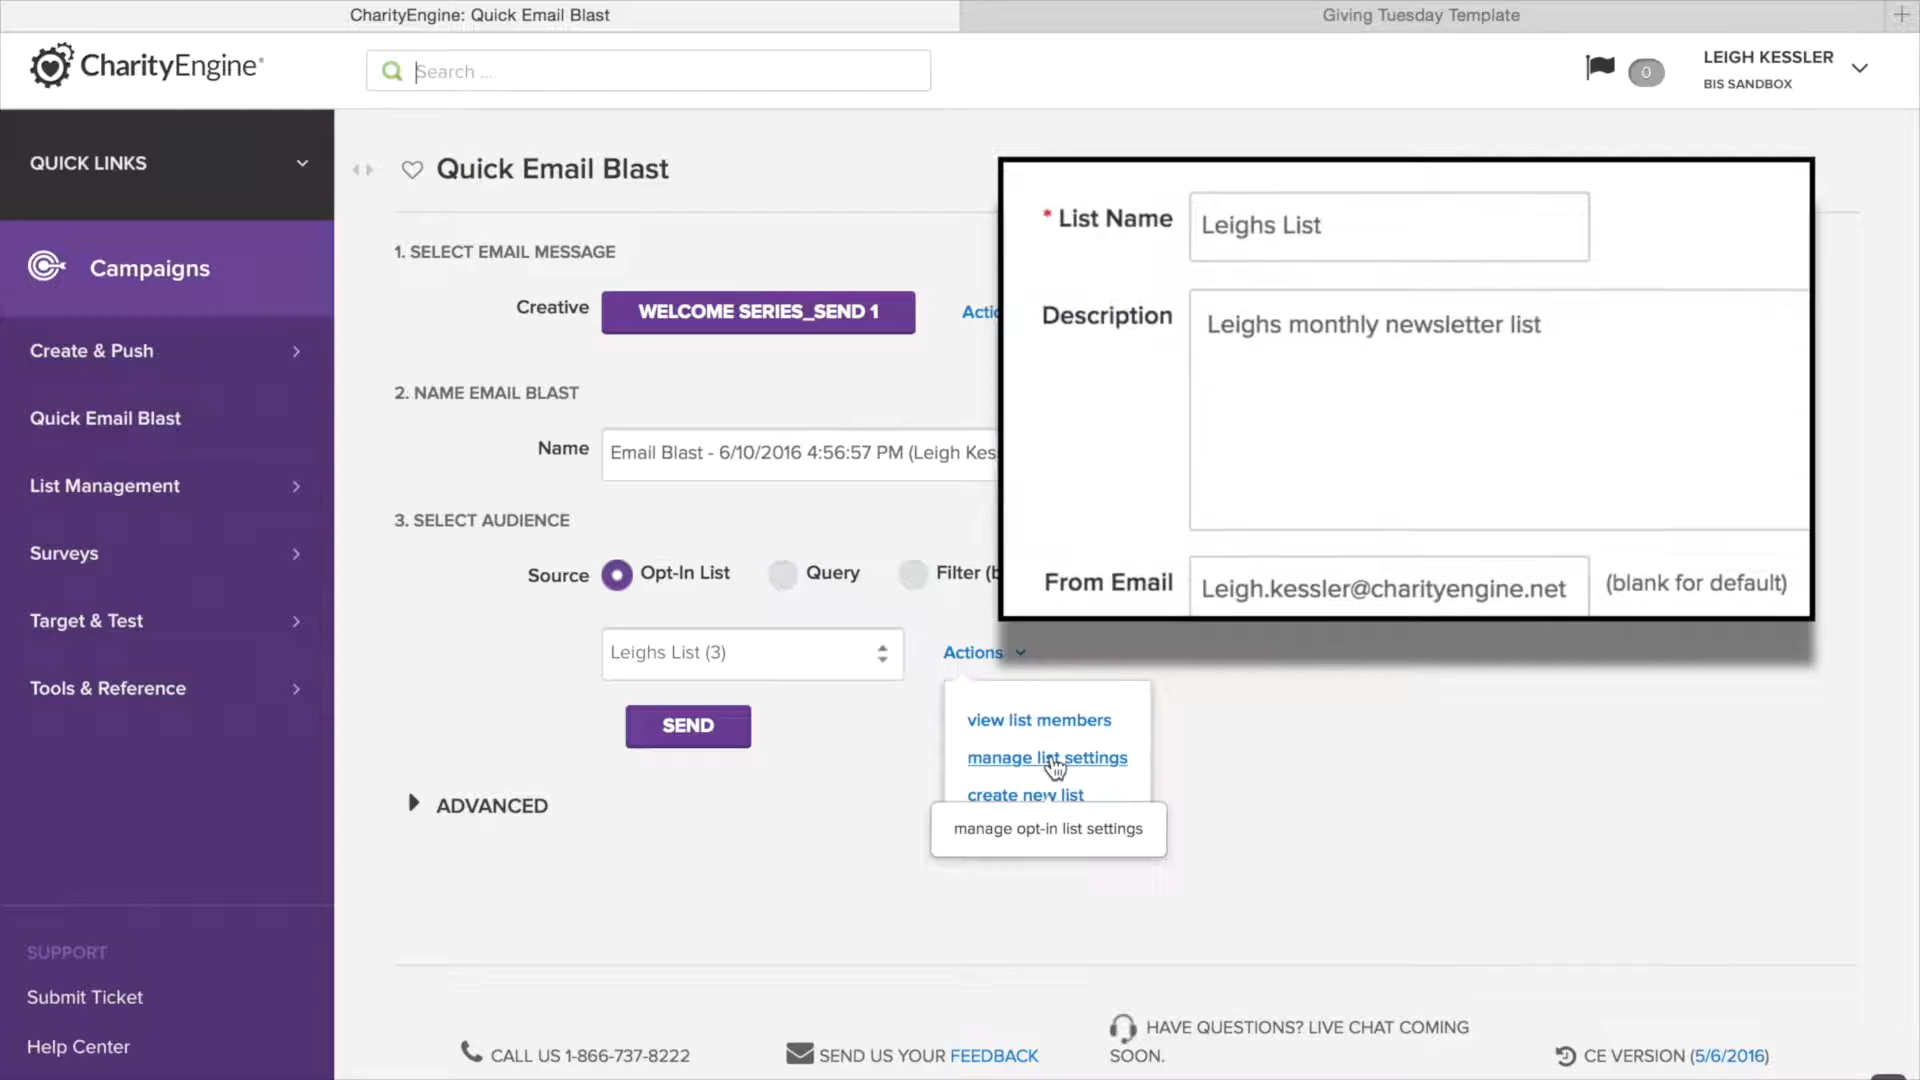 CharityEngine: Quick Email Blast
Giving Tuesday Template
CharityEngine
Search ...
0
LEIGH KESSLER
BIS SANDBOX
QUICK LINKS
Campaigns
Create & Push
Quick Email Blast
List Management
Surveys
Target & Test
Tools & Reference
SUPPORT
Submit Ticket
Help Center
Quick Email Blast
1. SELECT EMAIL MESSAGE
Creative WELCOME SERIES_SEND 1
2. NAME EMAIL BLAST
Name Email Blast - 6/10/2016 4:56:57 PM (Leigh
3. SELECT AUDIENCE
Source Opt-In List Query Filter
Leighs List (3) Actions
SEND
view list members
manage list settings
create new list
manage opt-in list settings
ADVANCED
* List Name Leighs List
Description Leighs monthly newsletter list
From Email Leigh.kessler@charityengine.net (blank for default)
CALL US 1-866-737-8222
SEND US YOUR FEEDBACK
HAVE QUESTIONS? LIVE CHAT COMING
SOON.
CE VERSION (5/6/2016)